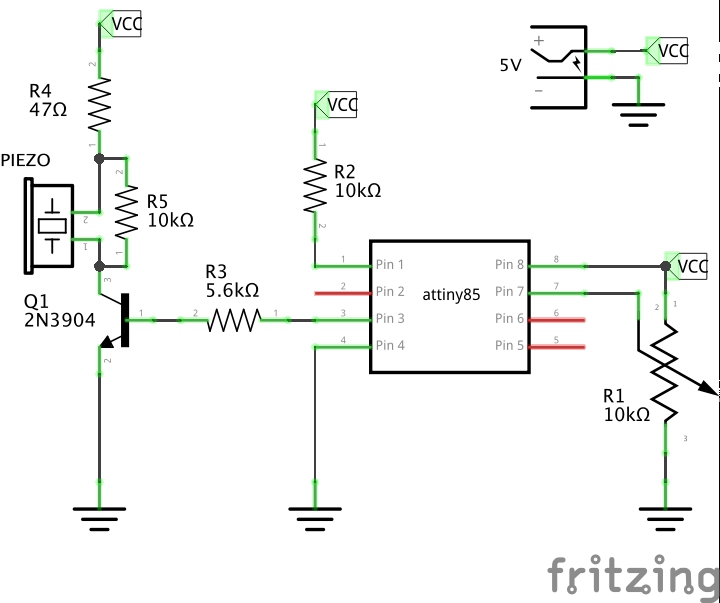 VCC
+
5V
VCC
−
R4
47Ω
2
1
VCC
PIEZO
2
1
R5
10kΩ
2
1
R2
10kΩ
1
2
Q1
2N3904
3
1
2
R3
5.6kΩ
2
1
attiny85
1 Pin 1
2 Pin 2
3 Pin 3
4 Pin 4
Pin 8 8
Pin 7 7
Pin 6 6
Pin 5 5
VCC
R1
10kΩ
2
1
3
fritzing